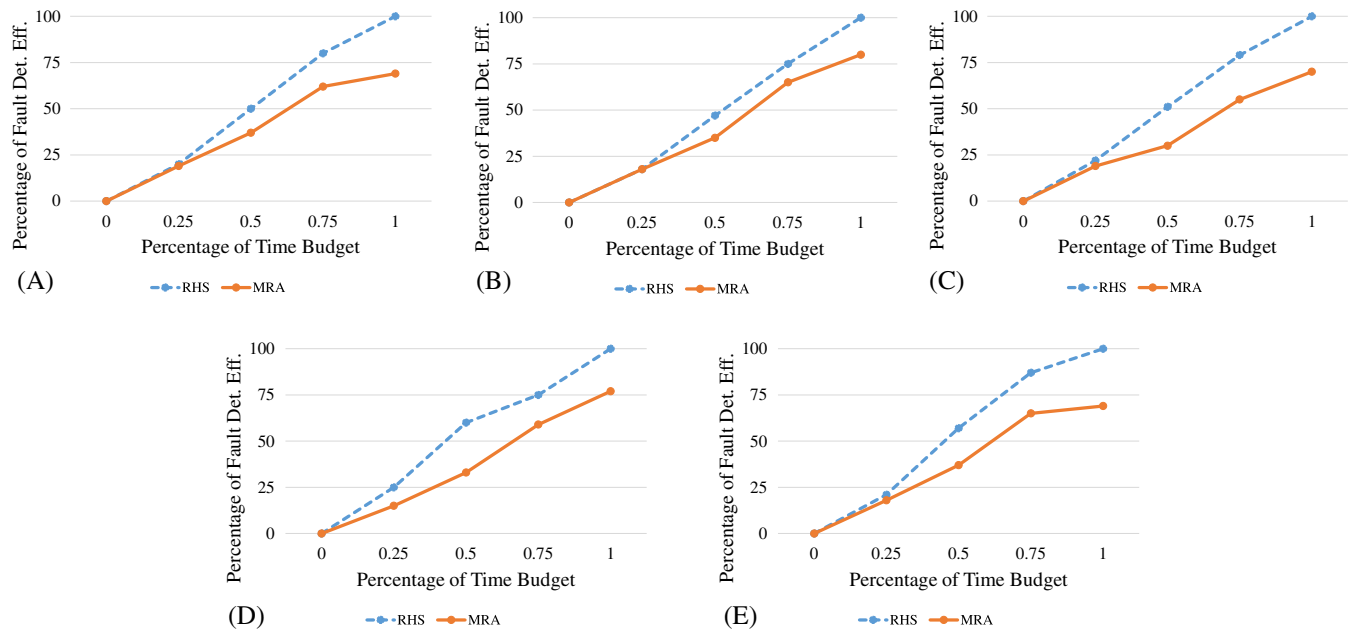 Percentage of Fault Det. Eff.
100
75
50
25
0
0 0.25 0.5 0.75 1
Percentage of Time Budget
(A)
RHS MRA
Percentage of Fault Det. Eff.
100
75
50
25
0
0 0.25 0.5 0.75 1
Percentage of Time Budget
(B)
RHS MRA
Percentage of Fault Det. Eff.
100
75
50
25
0
0 0.25 0.5 0.75 1
Percentage of Time Budget
(C)
RHS MRA
Percentage of Fault Det. Eff.
100
75
50
25
0
0 0.25 0.5 0.75 1
Percentage of Time Budget
(D)
RHS MRA
Percentage of Fault Det. Eff.
100
75
50
25
0
0 0.25 0.5 0.75 1
Percentage of Time Budget
(E)
RHS MRA